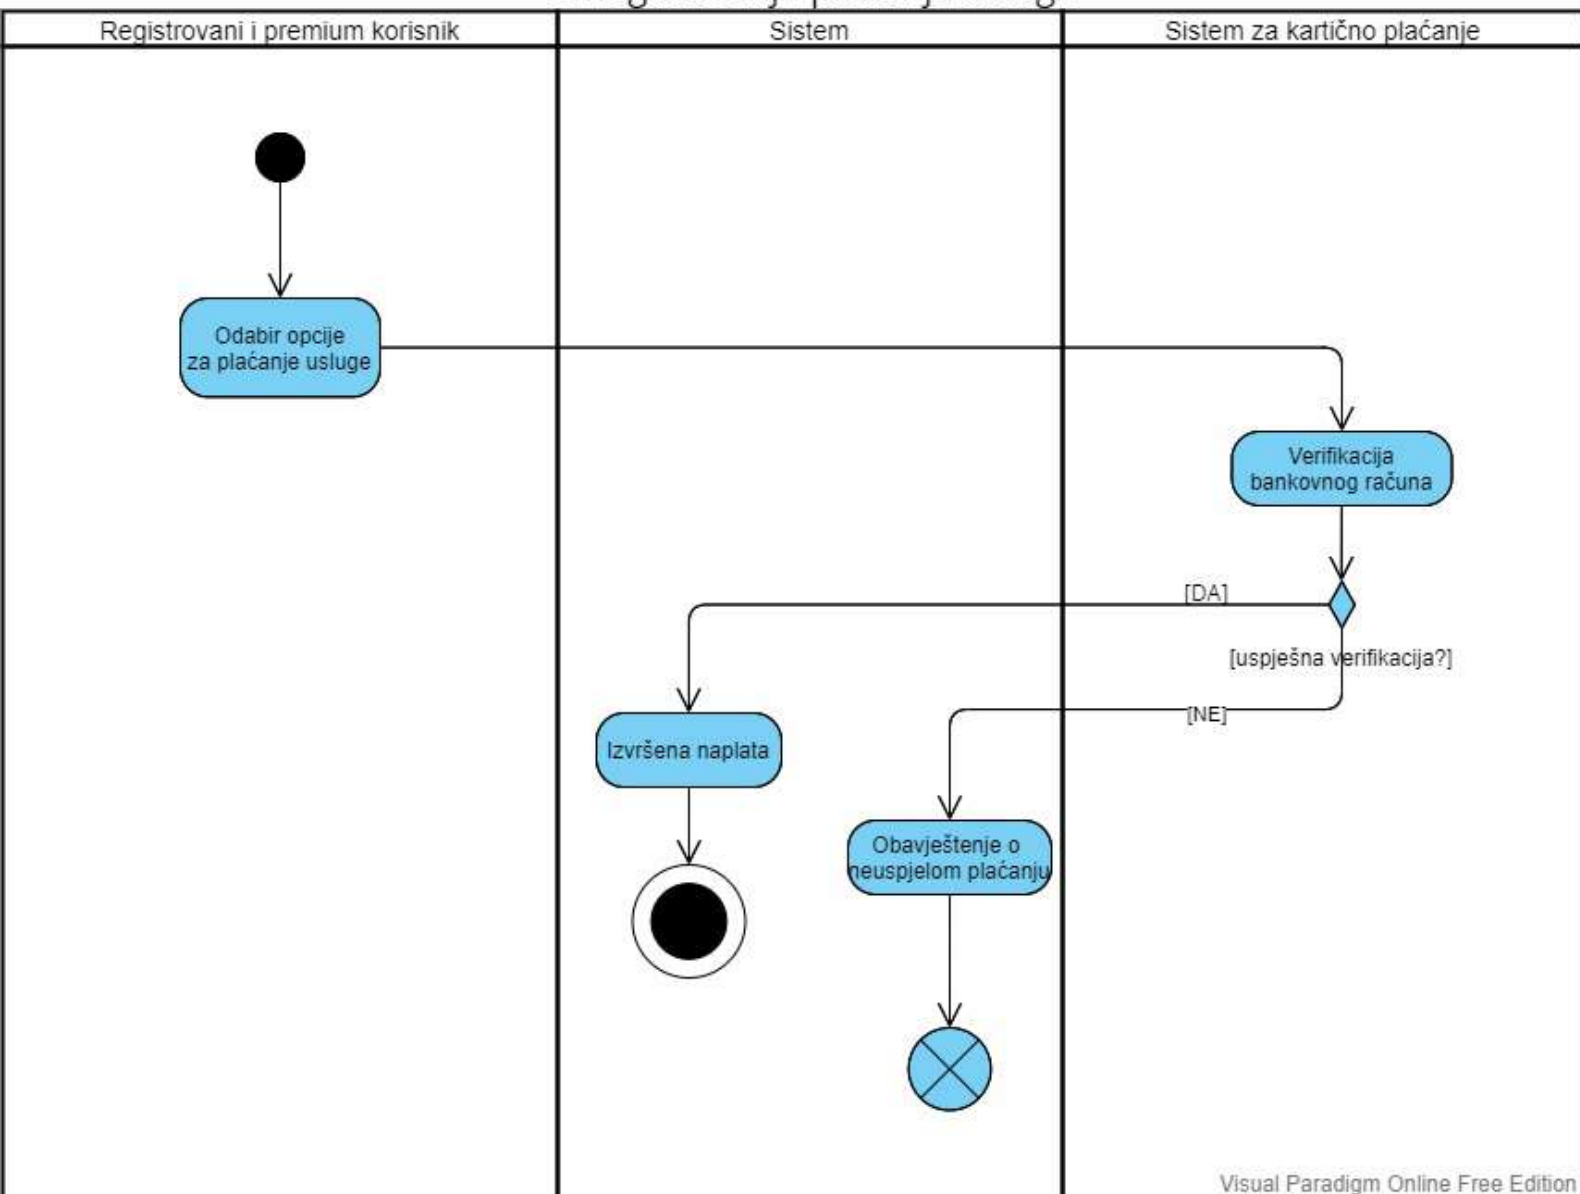 Registrovani i premium korisnik
Sistem
Sistem za kartično plaćanje
Odabir opcije
za plaćanje usluge
Verifikacija
bankovnog računa
[DA]
[uspješna verifikacija?]
[NE]
Izvršena naplata
Obavještenje o
neuspjelom plaćanju
Visual Paradigm Online Free Edition